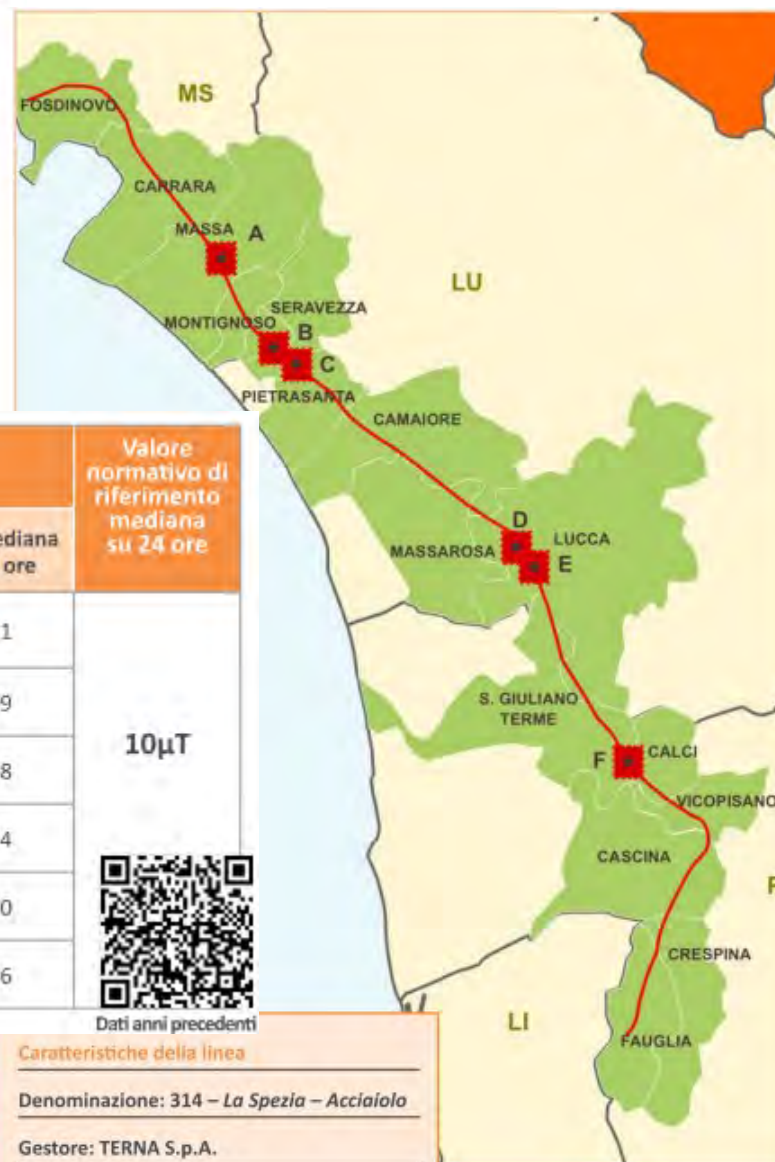 FOSDINOVO
MS
CARRARA
MASSA
A
LU
SERAVEZZA
MONTIGNOSO
B
C
PIETRASANTA
CAMAIORE
Valore
normativo di
riferimento
mediana
su 24 ore
ore
1
9
8
4
0
6
10µT
Dati anni precedenti
D
LUCCA
MASSAROSA
E
S. GIULIANO
TERME
F
CALCI
VICOPISANO
CASCINA
CRESPINA
LI
FAUGLIA
Caratteristiche della linea
Denominazione: 314 – La Spezia – Acciaiolo
Gestore: TERNA S.p.A.